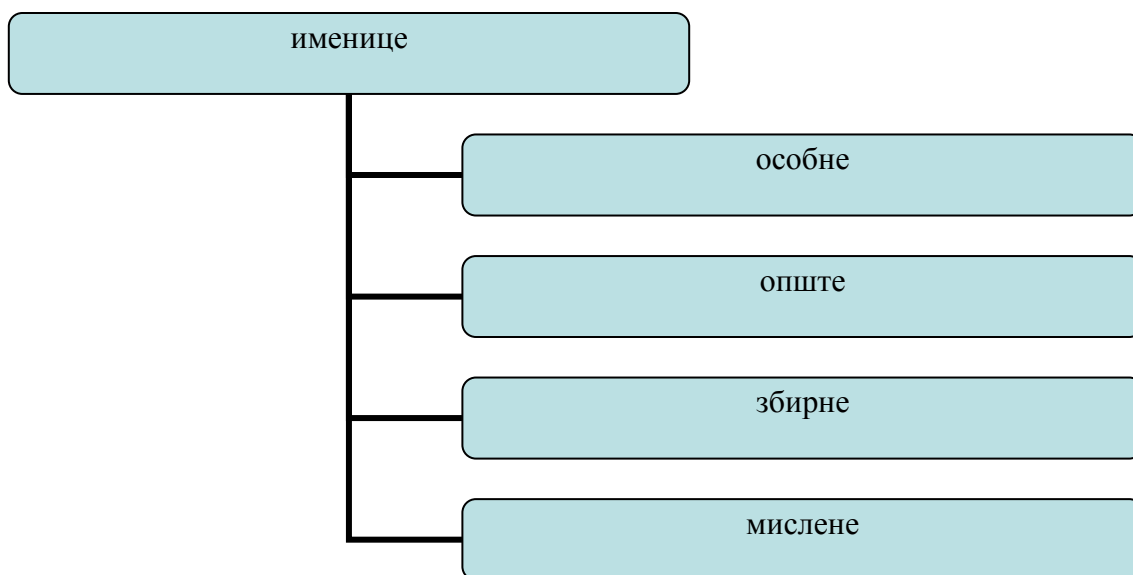 именице
особне
опште
збирне
мислене